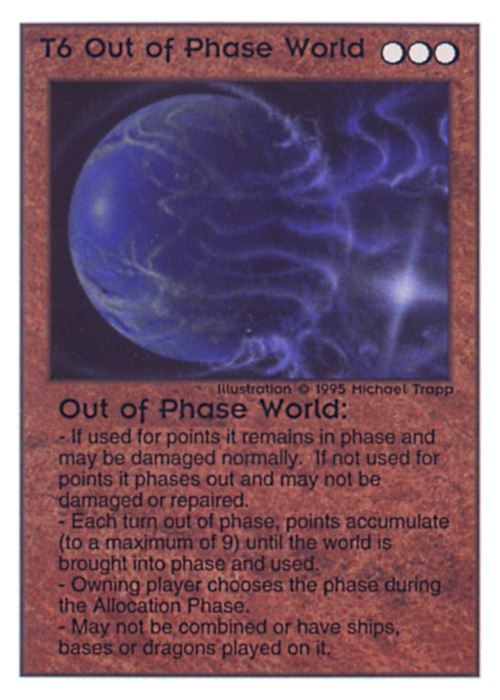 T6 Out of Phase World
Illustration © 1995 Michael Trapp
Out of Phase World:
- If used for points it remains in phase and
may be damaged normally. If not used for
points it phases out and may not be
damaged or repaired.
- Each turn out of phase, points accumulate
(to a maximum of 9) until the world is
brought into phase and used.
- Owning player chooses the phase during
the Allocation Phase.
- May not be combined or have ships,
bases or dragons played on it.